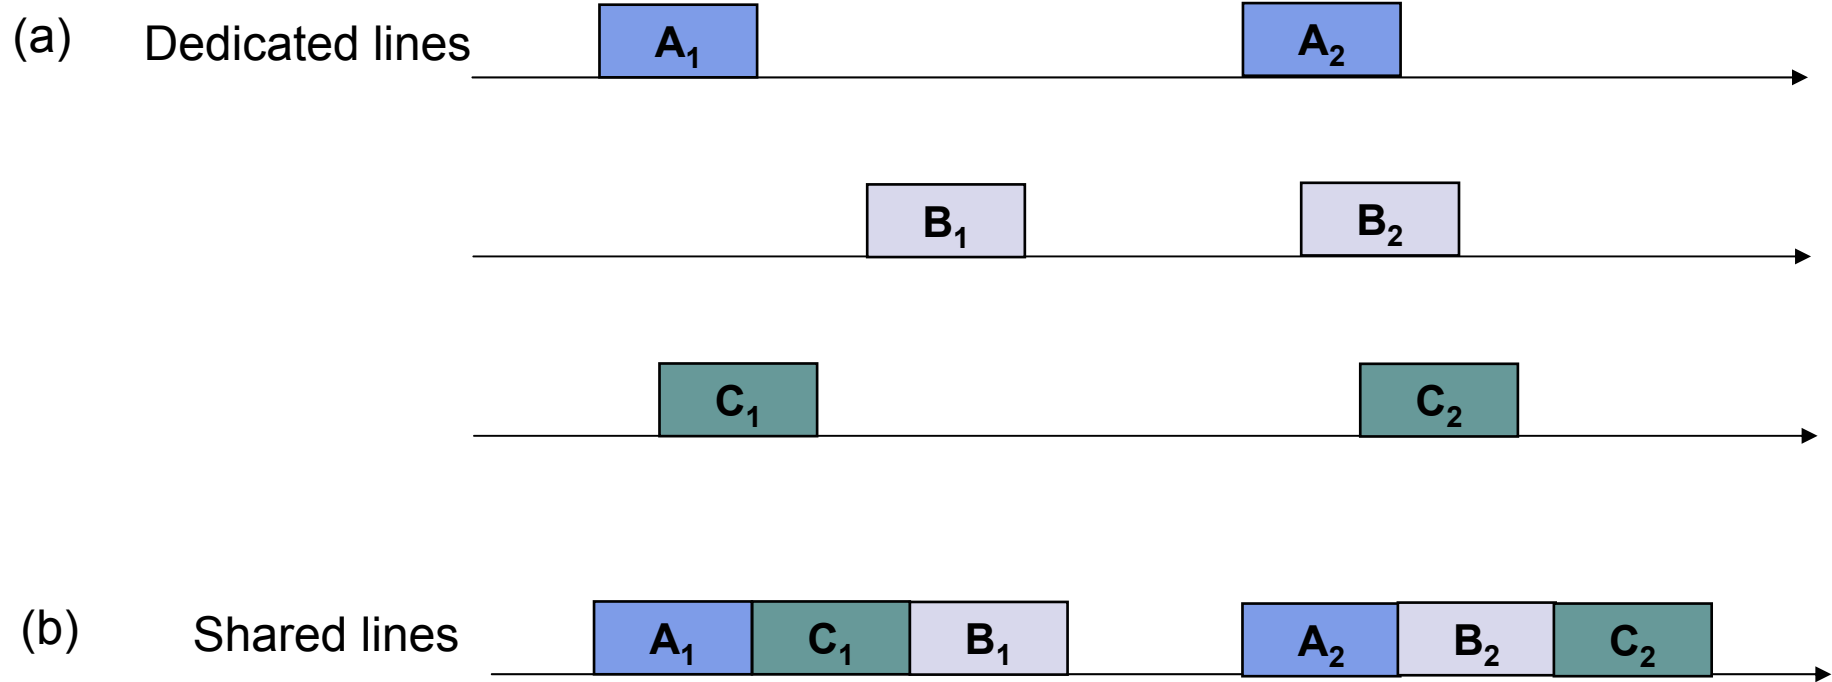 (a) Dedicated lines A₁ A₂
B₁ B₂
C₁ C₂
(b) Shared lines A₁ C₁ B₁ A₂ B₂ C₂